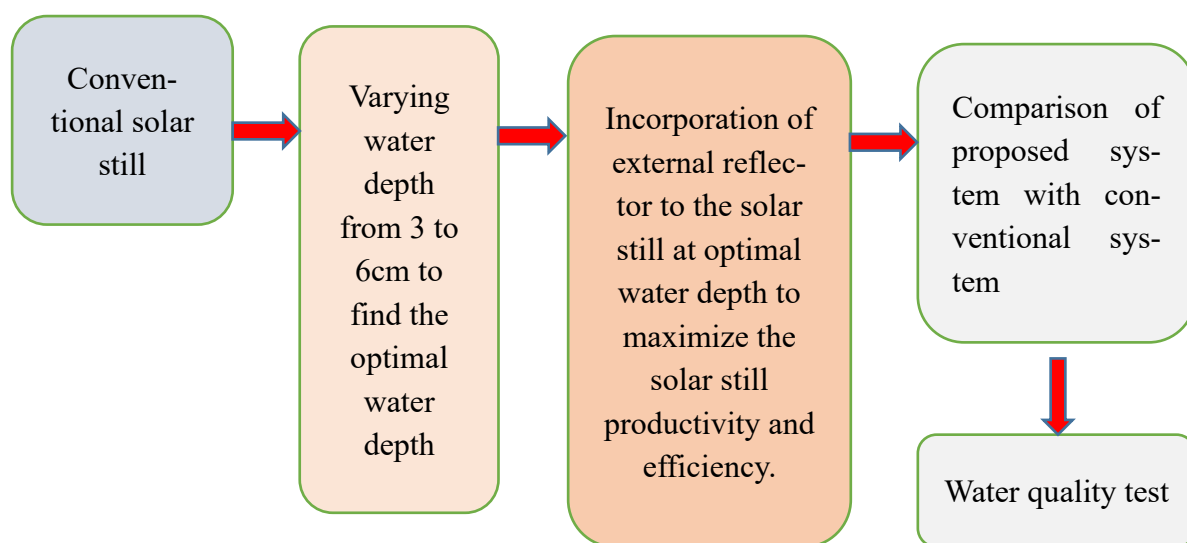 Conven-
tional solar
still
Varying
water
depth
from 3 to
6cm to
find the
optimal
water
depth
Incorporation of
external reflec-
tor to the solar
still at optimal
water depth to
maximize the
solar still
productivity and
efficiency.
Comparison of
proposed sys-
tem with con-
ventional sys-
tem
Water quality test